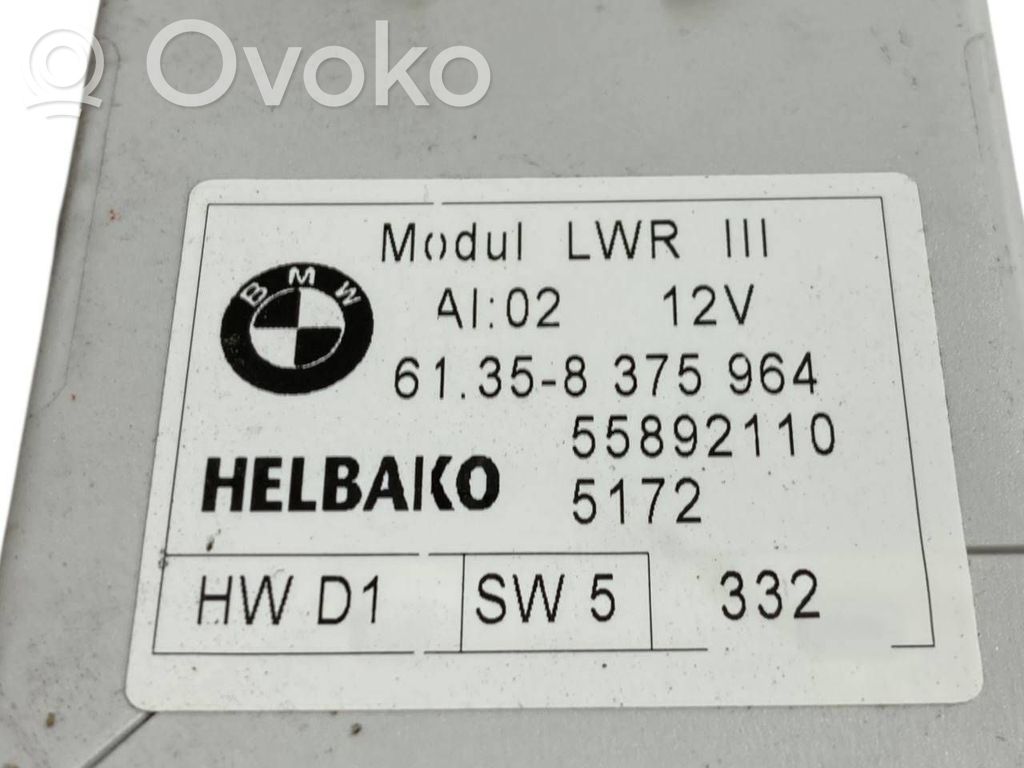 Ovoko
Modul LWR III
BMW
AI:02 12V
61.35-8 375 964
55892110
HELBAKO
5172
HW D1 SW 5 332